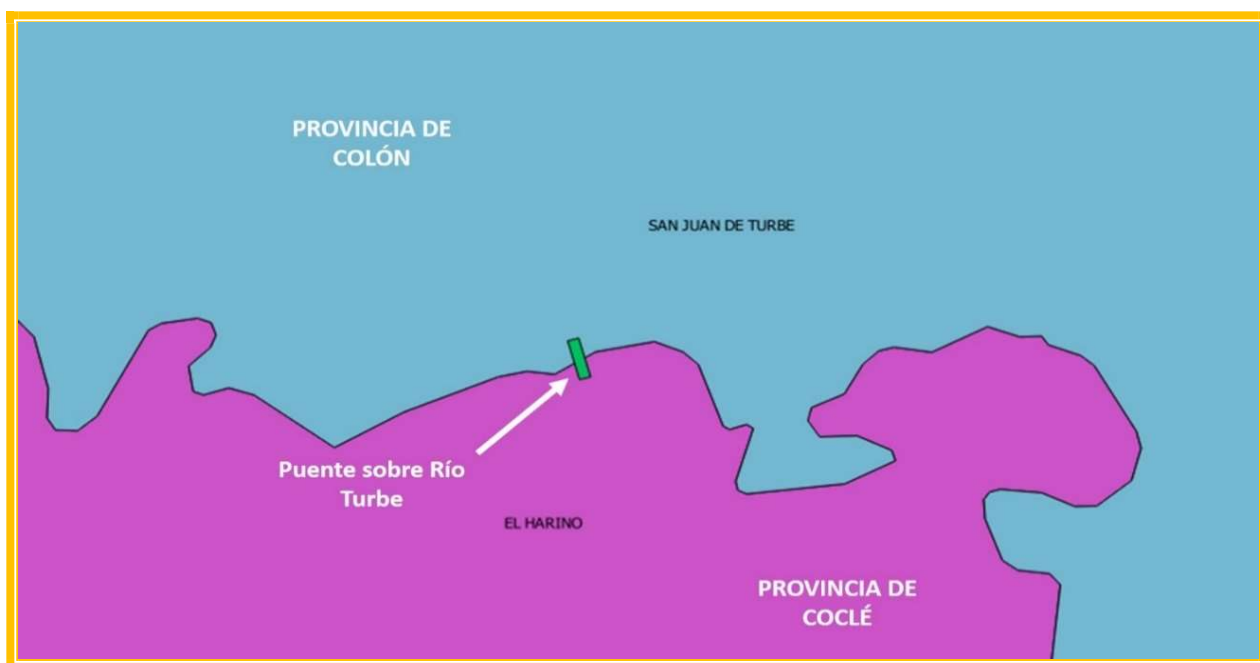 PROVINCIA DE
COLÓN
SAN JUAN DE TURBE
Puente sobre Río
Turbe
EL HARINO
PROVINCIA DE
COCLÉ